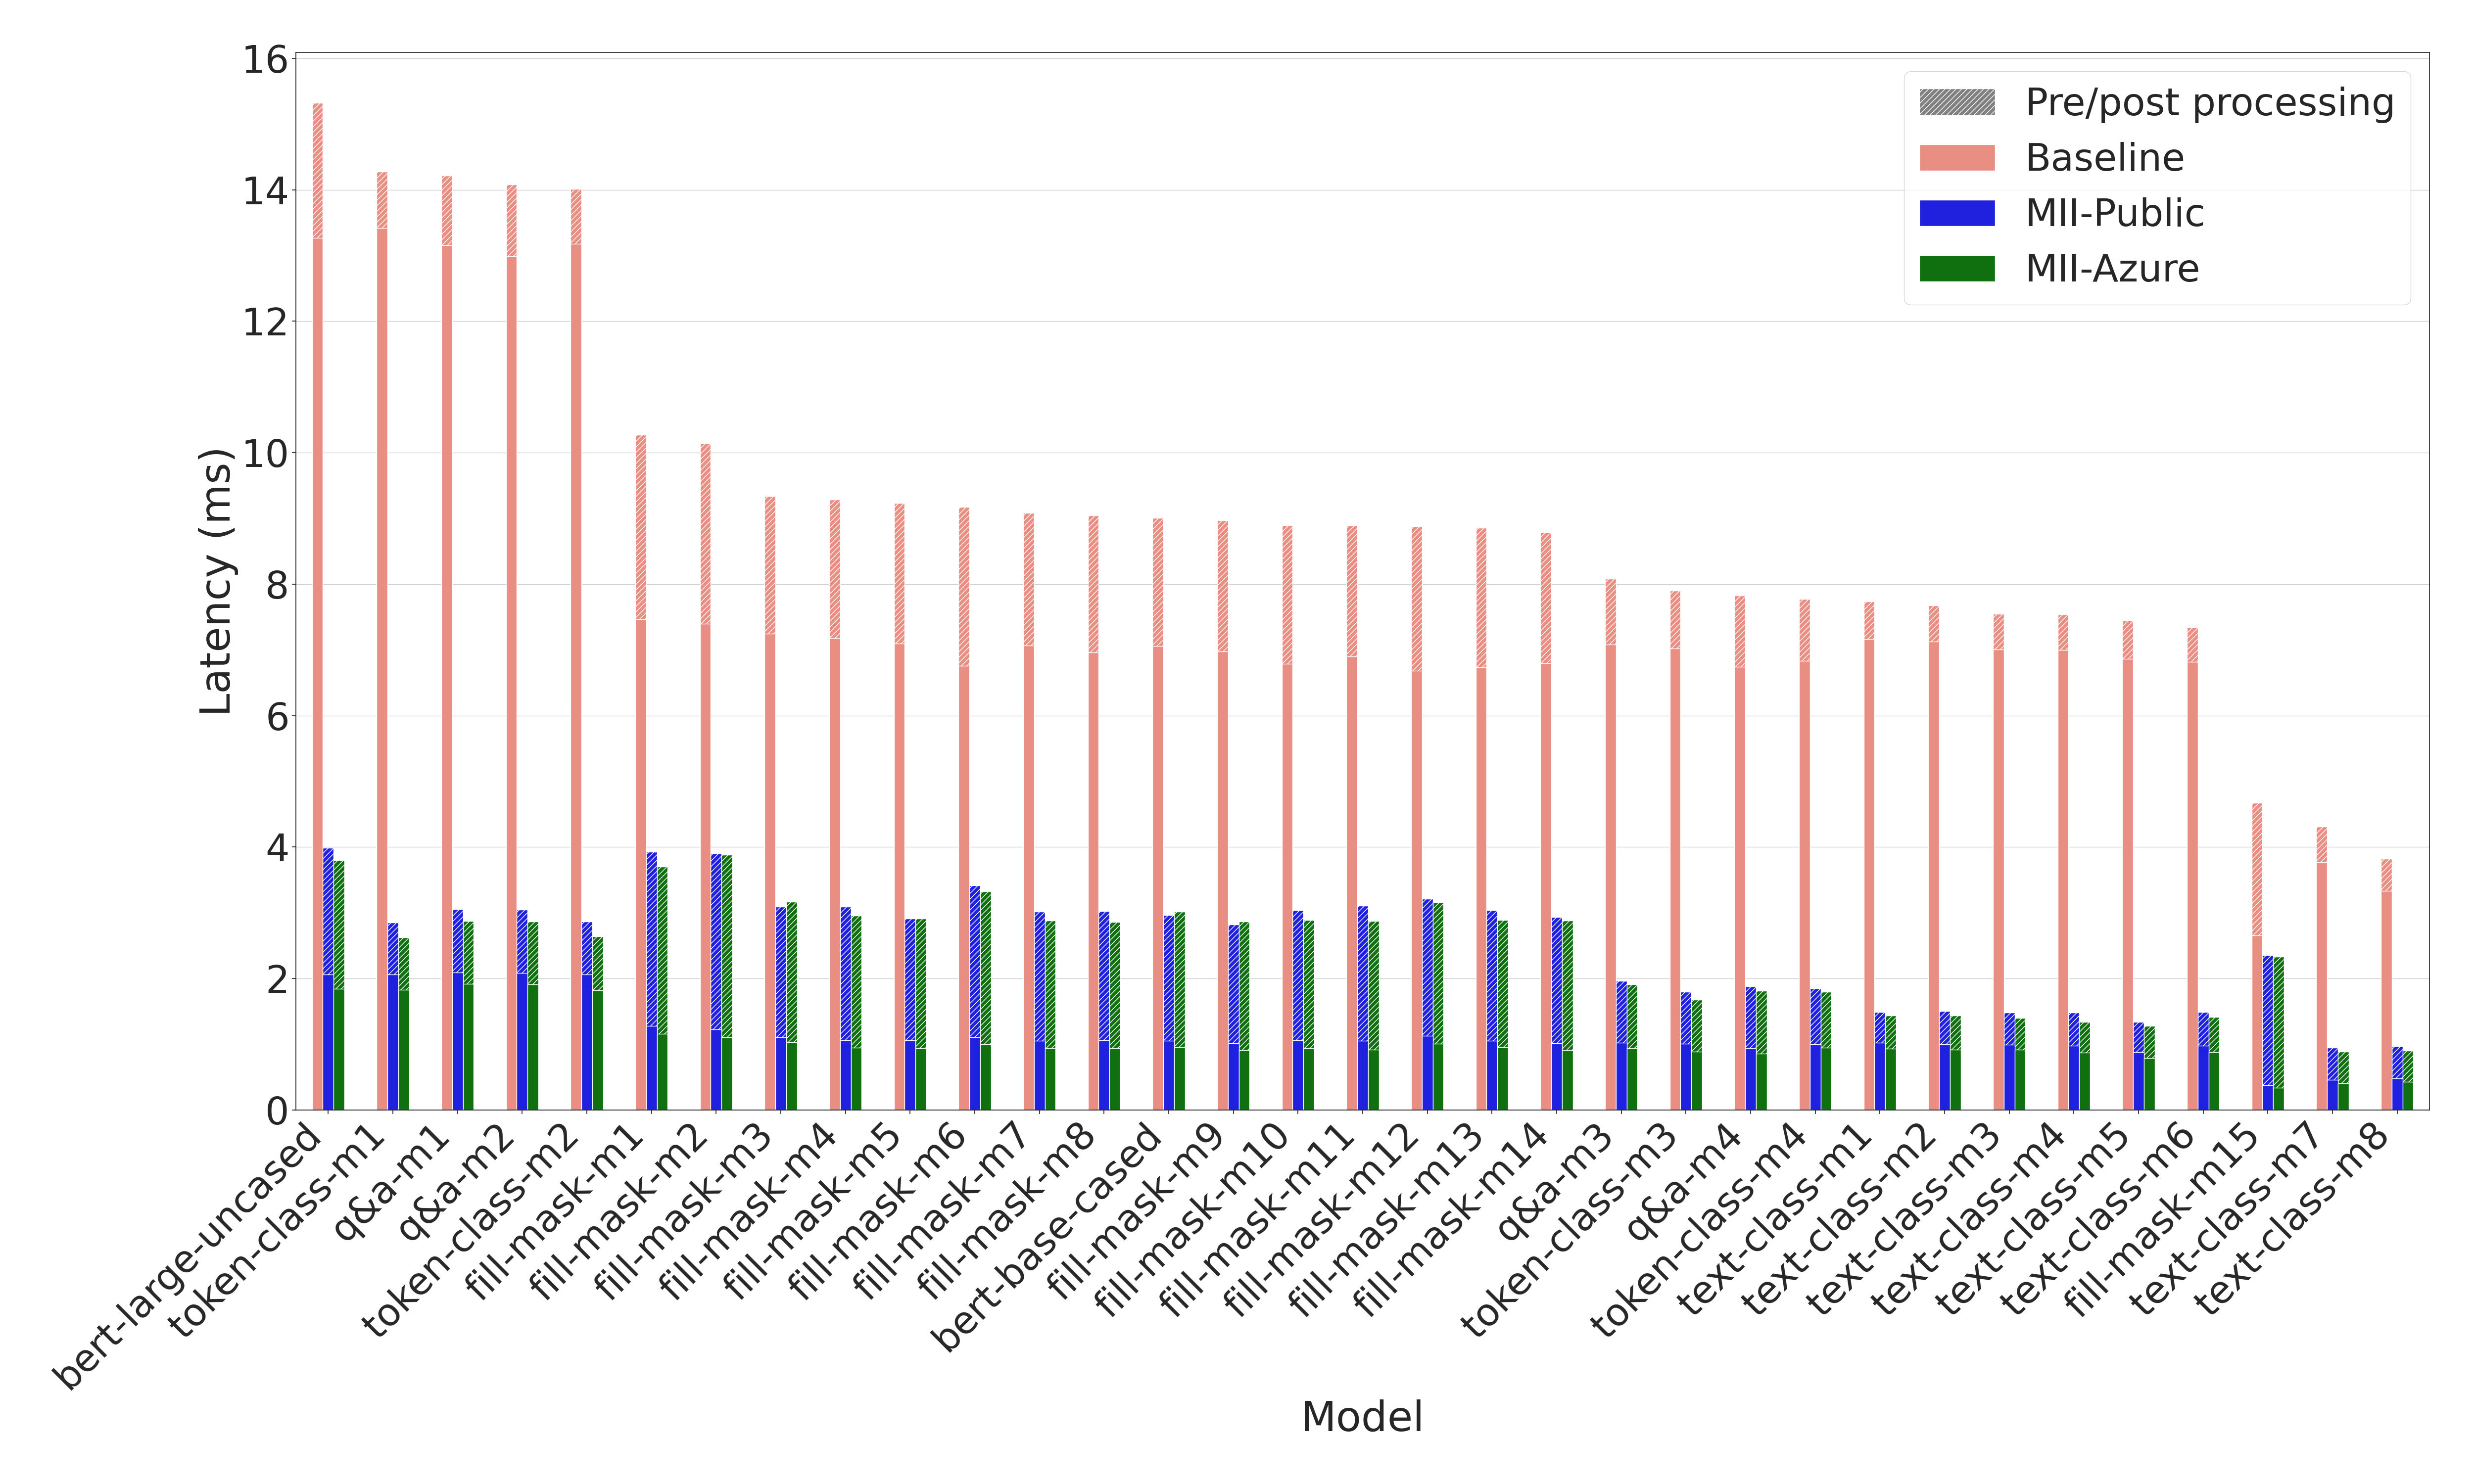 16
14
12
10
8
6
4
2
0
Latency (ms)
Pre/post processing
Baseline
MII-Public
MII-Azure
bert-large-uncased
token-class-m1
q&a-m1
q&a-m2
token-class-m2
fill-mask-m1
fill-mask-m2
fill-mask-m3
fill-mask-m4
fill-mask-m5
fill-mask-m6
fill-mask-m7
fill-mask-m8
bert-base-cased
fill-mask-m9
fill-mask-m10
fill-mask-m11
fill-mask-m12
fill-mask-m13
fill-mask-m14
q&a-m3
token-class-m3
q&a-m4
token-class-m4
text-class-m1
text-class-m2
text-class-m3
text-class-m4
text-class-m5
text-class-m6
fill-mask-m15
text-class-m7
text-class-m8
Model